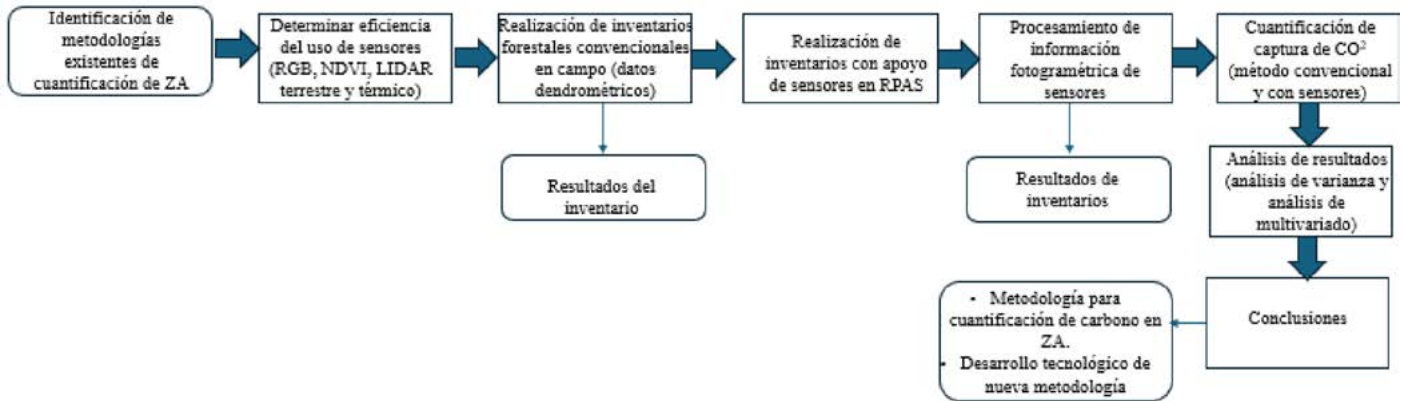 Identificación de
metodologías
existentes de
cuantificación de ZA
Determinar eficiencia
del uso de sensores
(RGB, NDVI, LIDAR
terrestre y térmico)
Realización de inventarios
forestales convencionales
en campo (datos
dendrométricos)
Realización de
inventarios con apoyo
de sensores en RPAS
Procesamiento de
información
fotogramétrica de
sensores
Cuantificación de
captura de CO²
(método convencional
y con sensores)
Resultados del
inventario
Resultados de
inventarios
Análisis de resultados
(análisis de varianza y
análisis de
multivariado)
Conclusiones
• Metodología para
cuantificación de carbono en
ZA.
• Desarrollo tecnológico de
nueva metodología